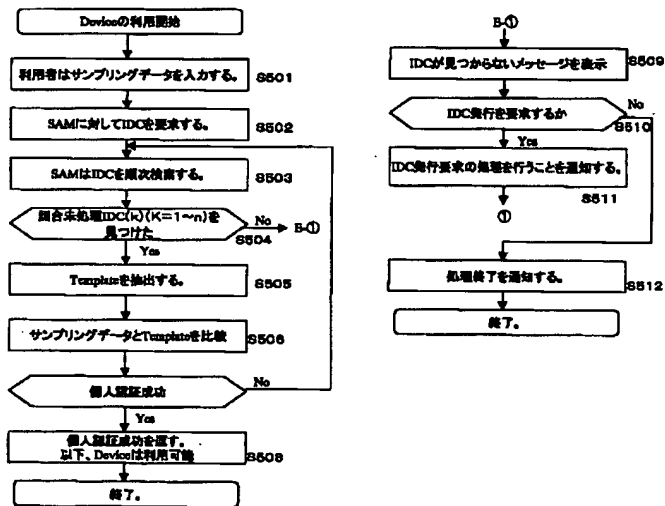 Deviceの利用開始
利用者はサンプリングデータを入力する。
S501
SAMに対してIDCを要求する。
S502
SAMはIDCを順次検索する。
S503
照合未処理IDC(k)(K=1~n)を
見つけた
No
B-①
S504
Yes
Templateを抽出する。
S505
サンプリングデータとTemplateを比較
S506
個人認証成功
No
Yes
個人認証成功を返す。
以下、Deviceは利用可能
S508
終了。
B-①
IDCが見つからないメッセージを表示
S509
IDC発行を要求するか
No
S510
Yes
IDC発行要求の処理を行うことを通知する。
S511
①
処理終了を通知する。
S512
終了。